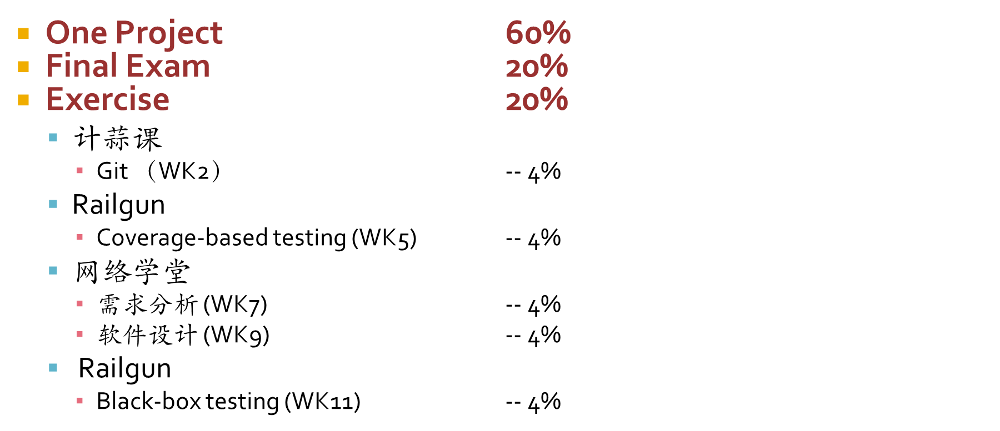 One Project 60%
Final Exam 20%
Exercise 20%
计蒜课
Git （WK2） -- 4%
Railgun
Coverage-based testing (WK5) -- 4%
网络学堂
需求分析 (WK7) -- 4%
软件设计 (WK9) -- 4%
Railgun
Black-box testing (WK11) -- 4%